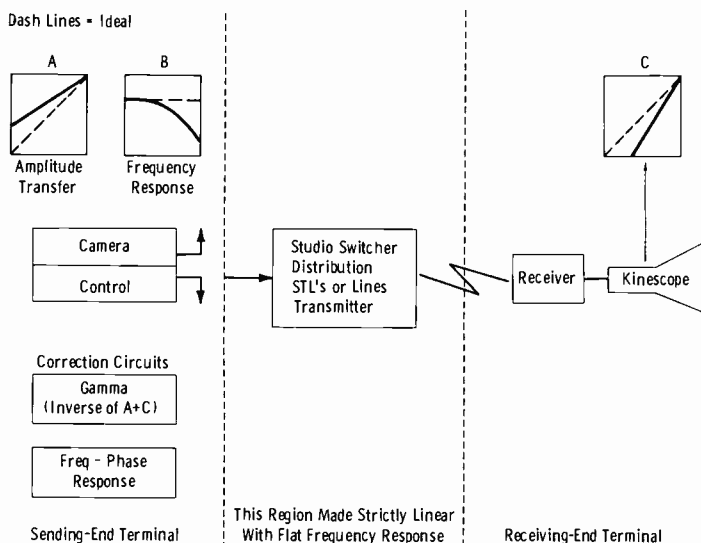 Dash Lines = Ideal
A
B
C
Amplitude
Transfer
Frequency
Response
Camera
Control
Studio Switcher
Distribution
STL's or Lines
Transmitter
Receiver
Kinescope
Correction Circuits
Gamma
(Inverse of A+C)
Freq - Phase
Response
Sending-End Terminal
This Region Made Strictly Linear
With Flat Frequency Response
Receiving-End Terminal